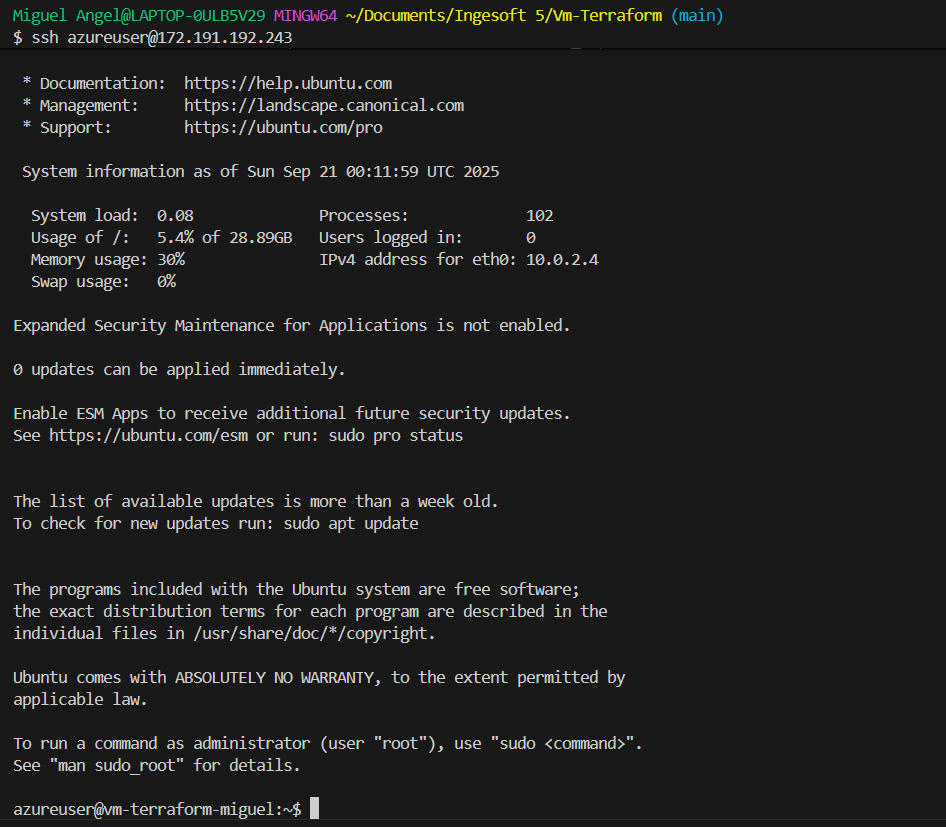 Miguel Angel@LAPTOP-0ULB5V29 MINGW64 ~/Documents/Ingesoft 5/Vm-Terraform (main)
$ ssh azureuser@172.191.192.243
* Documentation: https://help.ubuntu.com
* Management: https://landscape.canonical.com
* Support: https://ubuntu.com/pro
System information as of Sun Sep 21 00:11:59 UTC 2025
System load: 0.08 Processes: 102
Usage of /: 5.4% of 28.89GB Users logged in: 0
Memory usage: 30% IPv4 address for eth0: 10.0.2.4
Swap usage: 0%
Expanded Security Maintenance for Applications is not enabled.
0 updates can be applied immediately.
Enable ESM Apps to receive additional future security updates.
See https://ubuntu.com/esm or run: sudo pro status
The list of available updates is more than a week old.
To check for new updates run: sudo apt update
The programs included with the Ubuntu system are free software;
the exact distribution terms for each program are described in the
individual files in /usr/share/doc/*/copyright.
Ubuntu comes with ABSOLUTELY NO WARRANTY, to the extent permitted by
applicable law.
To run a command as administrator (user "root"), use "sudo <command>".
See "man sudo_root" for details.
azureuser@vm-terraform-miguel:~$